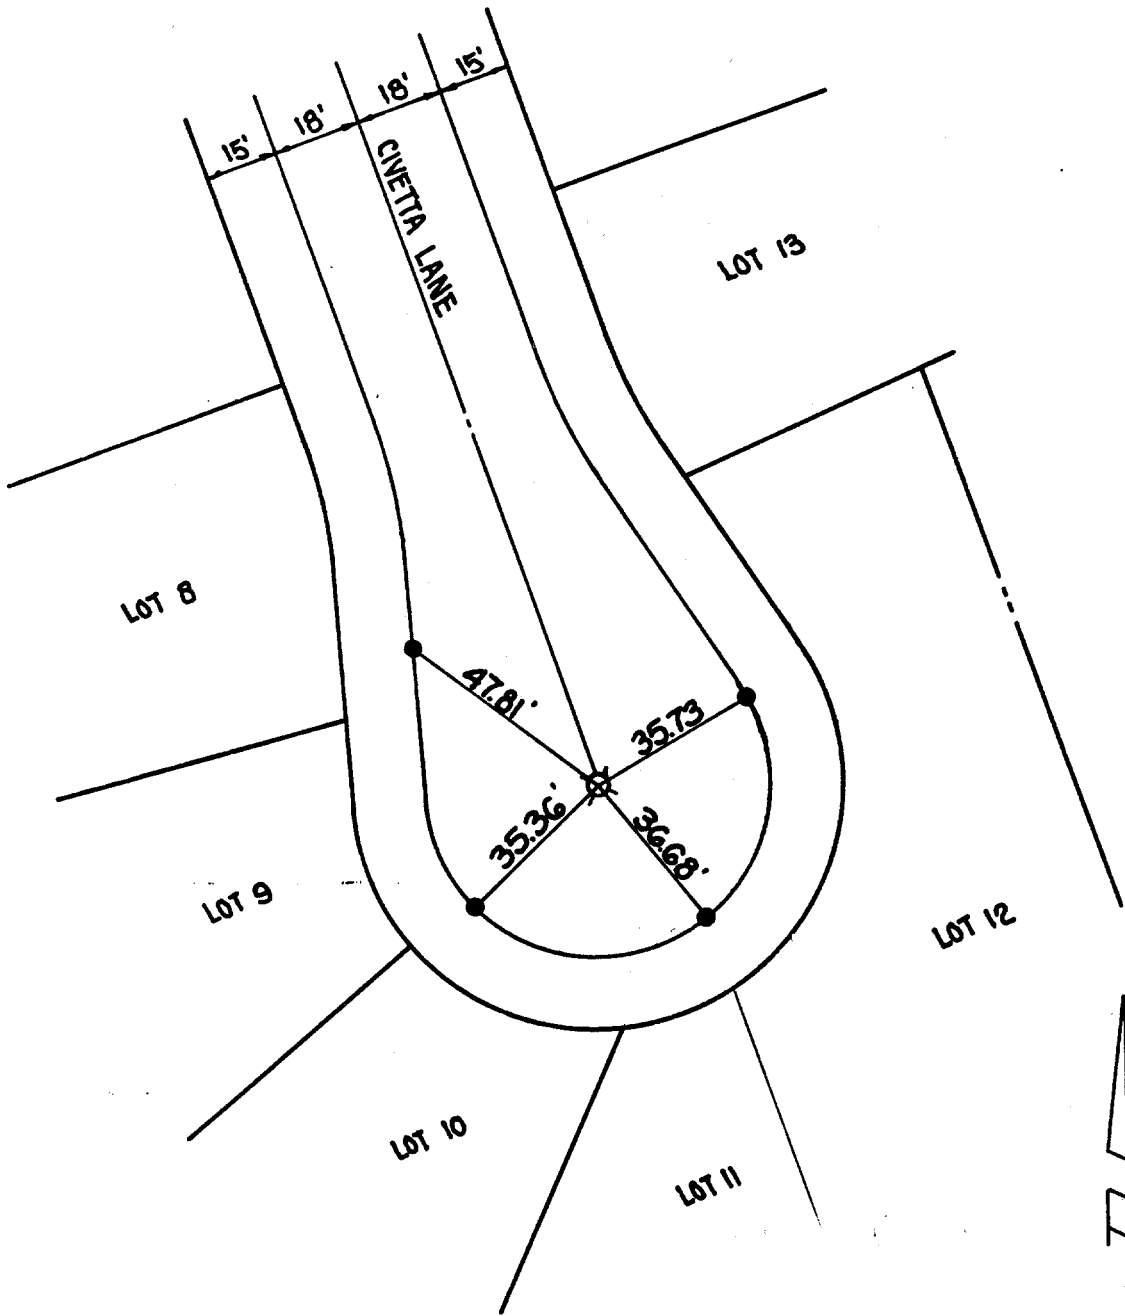 15'
18'
18'
15'
CIVETTA LANE
LOT 13
LOT 8
47.81'
35.73
35.36'
36.68'
LOT 9
LOT 12
LOT 10
LOT 11